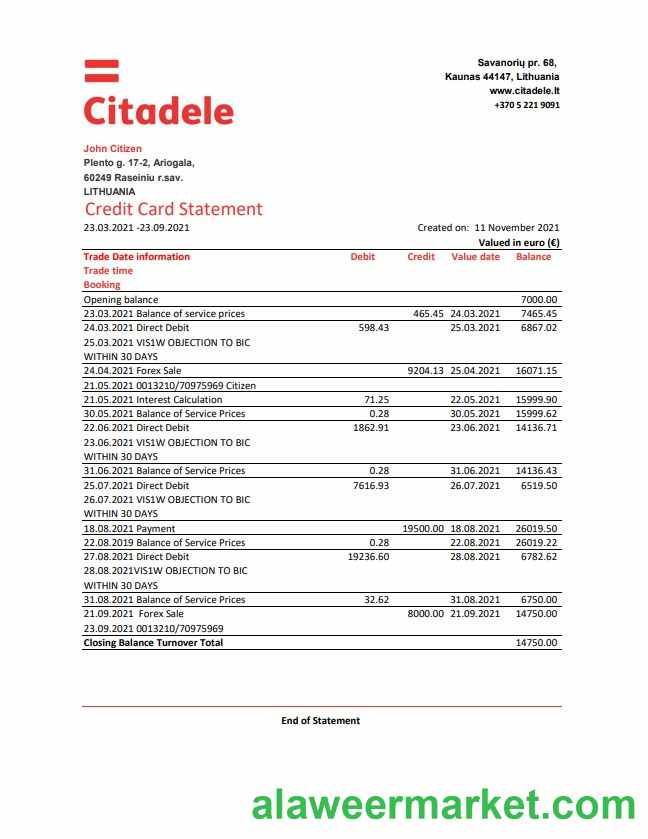 Citadele
Savanorių pr. 68,
Kaunas 44147, Lithuania
www.citadele.lt
+370 5 221 9091
John Citizen
Plento g. 17-2, Ariogala,
60249 Raseiniu r.sav.
LITHUANIA
Credit Card Statement
23.03.2021 -23.09.2021 Created on: 11 November 2021
Valued in euro (€)
Trade Date information Debit Credit Value date Balance
Trade time
Booking
Opening balance 7000.00
23.03.2021 Balance of service prices 465.45 24.03.2021 7465.45
24.03.2021 Direct Debit 598.43 25.03.2021 6867.02
25.03.2021 VIS1W OBJECTION TO BIC
WITHIN 30 DAYS
24.04.2021 Forex Sale 9204.13 25.04.2021 16071.15
21.05.2021 0013210/70975969 Citizen
21.05.2021 Interest Calculation 71.25 22.05.2021 15999.90
30.05.2021 Balance of Service Prices 0.28 30.05.2021 15999.62
22.06.2021 Direct Debit 1862.91 23.06.2021 14136.71
23.06.2021 VIS1W OBJECTION TO BIC
WITHIN 30 DAYS
31.06.2021 Balance of Service Prices 0.28 31.06.2021 14136.43
25.07.2021 Direct Debit 7616.93 26.07.2021 6519.50
26.07.2021 VIS1W OBJECTION TO BIC
WITHIN 30 DAYS
18.08.2021 Payment 19500.00 18.08.2021 26019.50
22.08.2019 Balance of Service Prices 0.28 22.08.2021 26019.22
27.08.2021 Direct Debit 19236.60 28.08.2021 6782.62
28.08.2021VIS1W OBJECTION TO BIC
WITHIN 30 DAYS
31.08.2021 Balance of Service Prices 32.62 31.08.2021 6750.00
21.09.2021 Forex Sale 8000.00 21.09.2021 14750.00
23.09.2021 0013210/70975969
Closing Balance Turnover Total 14750.00
End of Statement
alaweermarket.com